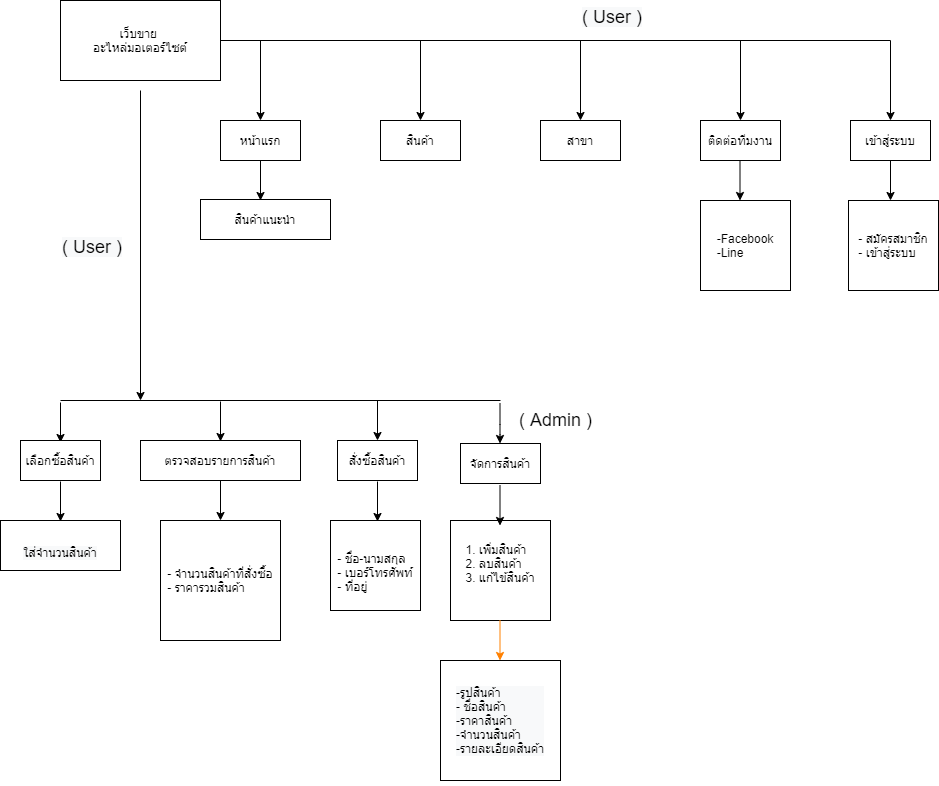 ( User )
เว็บขาย
อะไหล่มอเตอร์ไซต์
หน้าแรก
สินค้า
สาขา
ติดต่อทีมงาน
เข้าสู่ระบบ
สินค้าแนะนำ
-Facebook
-Line
- สมัครสมาชิก
- เข้าสู่ระบบ
( User )
( Admin )
เลือกซื้อสินค้า
ตรวจสอบรายการสินค้า
สั่งซื้อสินค้า
จัดการสินค้า
ใส่จำนวนสินค้า
- จำนวนสินค้าที่สั่งซื้อ
- ราคารวมสินค้า
- ชื่อ-นามสกุล
- เบอร์โทรศัพท์
- ที่อยู่
1. เพิ่มสินค้า
2. ลบสินค้า
3. แก้ไข้สินค้า
-รูปสินค้า
- ชื่อสินค้า
-ราคาสินค้า
-จำนวนสินค้า
-รายละเอียดสินค้า